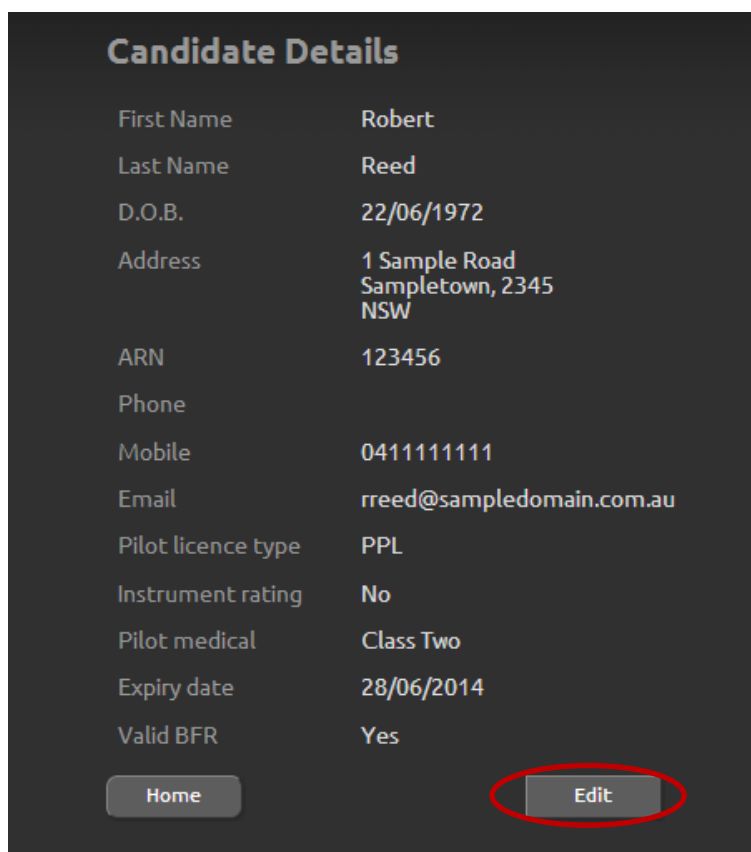 Candidate Details
First Name Robert
Last Name Reed
D.O.B. 22/06/1972
Address 1 Sample Road
Sampletown, 2345
NSW
ARN 123456
Phone
Mobile 0411111111
Email rreed@sampledomain.com.au
Pilot licence type PPL
Instrument rating No
Pilot medical Class Two
Expiry date 28/06/2014
Valid BFR Yes
Home Edit